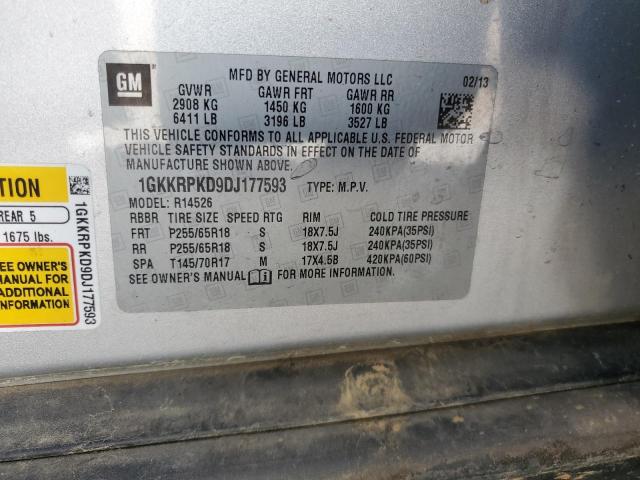 GM
MFD BY GENERAL MOTORS LLC 02/13
GVWR GAWR FRT GAWR RR
2908 KG 1450 KG 1600 KG
6411 LB 3196 LB 3527 LB
THIS VEHICLE CONFORMS TO ALL APPLICABLE U.S. FEDERAL MOTOR
VEHICLE SAFETY STANDARDS IN EFFECT ON THE DATE OF
MANUFACTURE SHOWN ABOVE.
1GKKRPKD9DJ177593 TYPE: M.P.V.
MODEL: R14526
RBBR TIRE SIZE SPEED RTG RIM COLD TIRE PRESSURE
FRT P255/65R18 S 18X7.5J 240KPA(35PSI)
RR P255/65R18 S 18X7.5J 240KPA(35PSI)
SPA T145/70R17 M 17X4.5B 420KPA(60PSI)
SEE OWNER'S MANUAL i FOR MORE INFORMATION.
TION
REAR 5
1675 lbs.
SEE OWNER'S
MANUAL FOR
ADDITIONAL
INFORMATION
1GKKRPKD9DJ177593